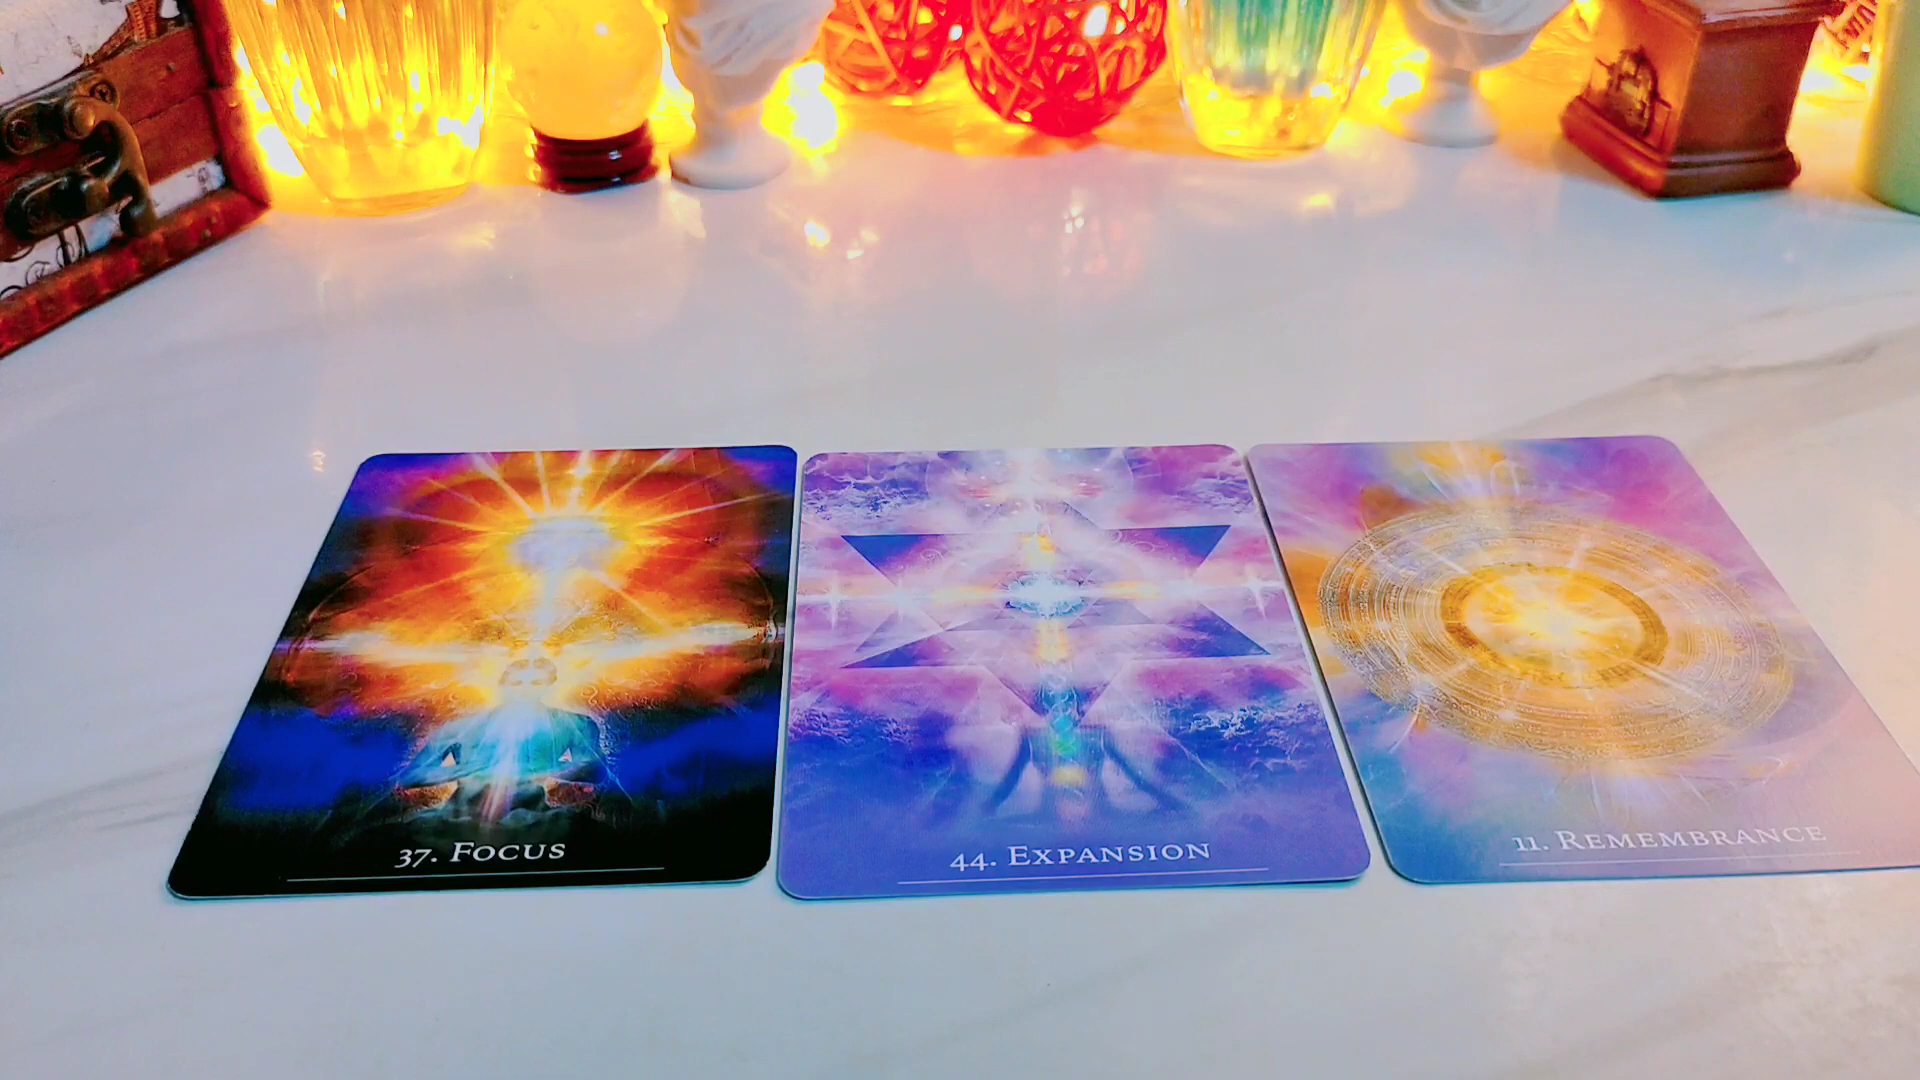 37. Focus
44. Expansion
11. Remembrance